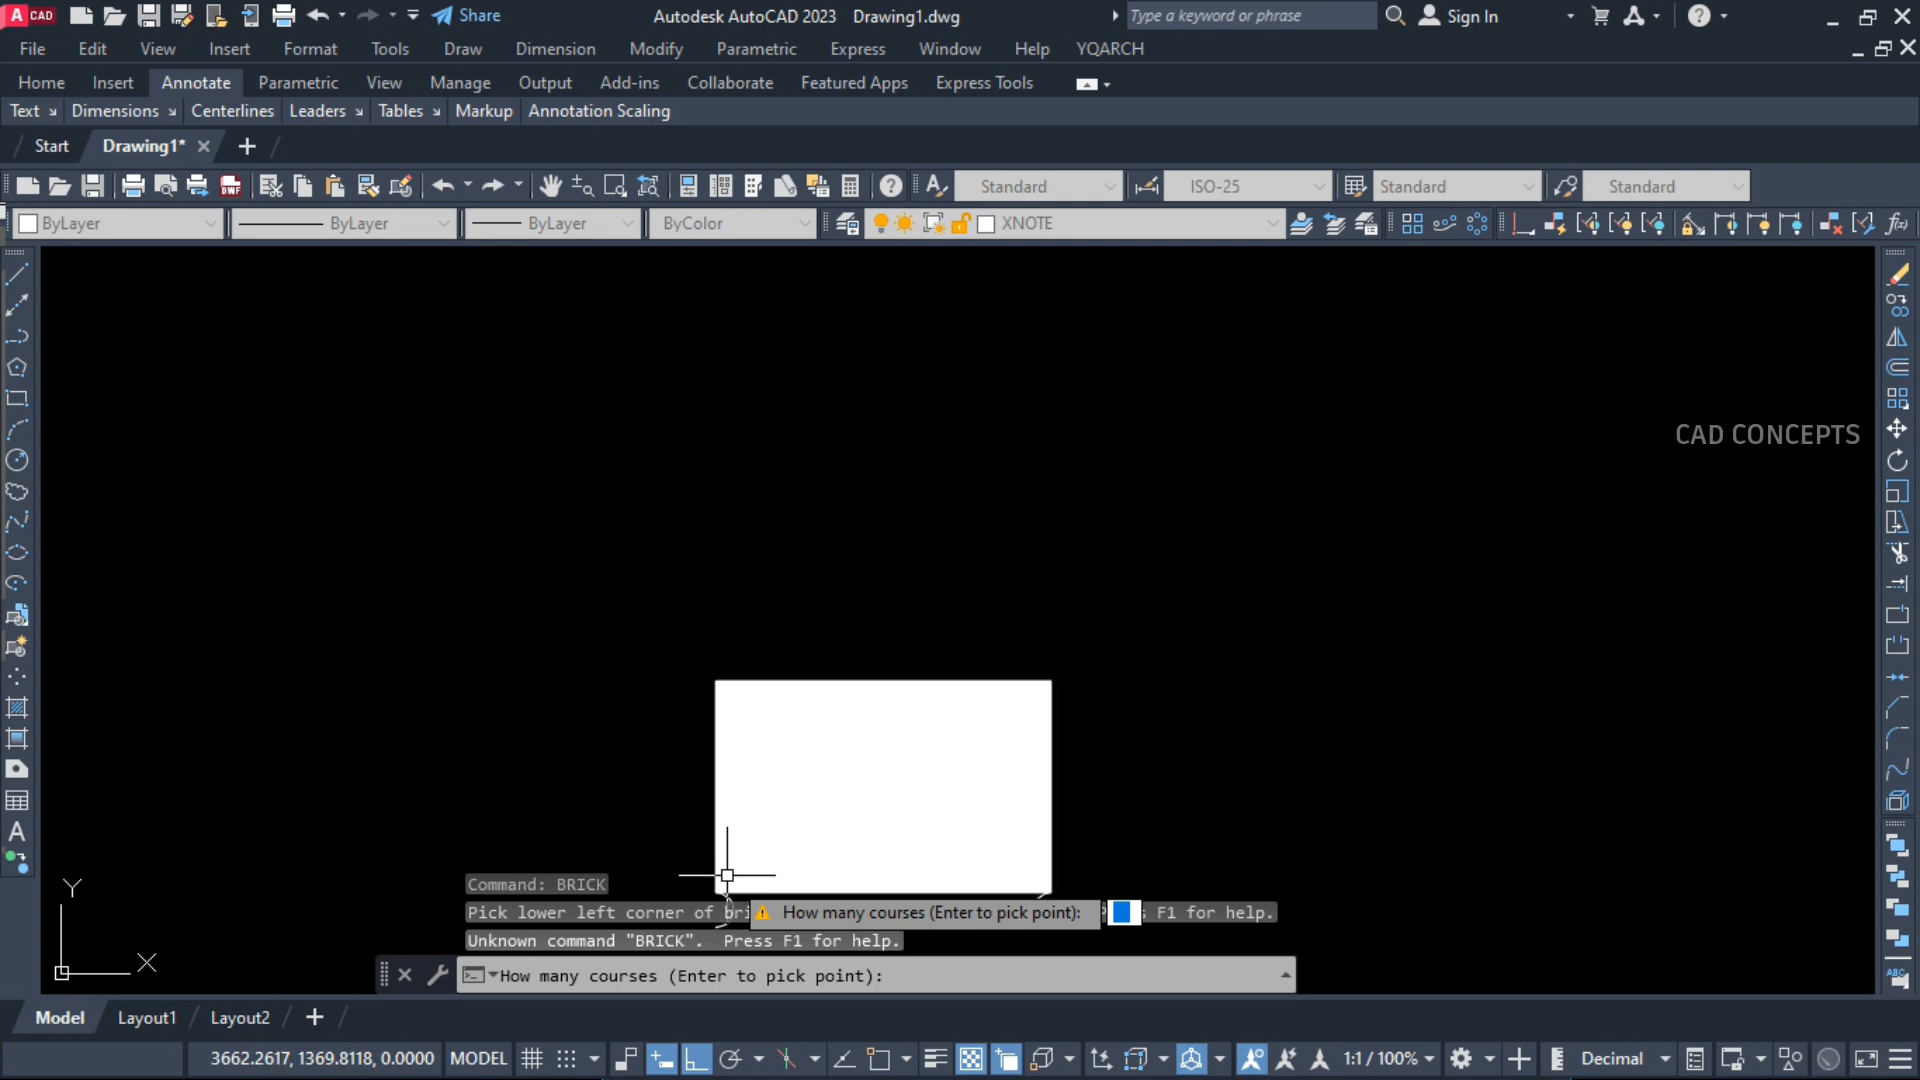 A CAD Share Autodesk AutoCAD 2023 Drawing1.dwg Type a keyword or phrase Sign In
File Edit View Insert Format Tools Draw Dimension Modify Parametric Express Window Help YQARCH
Home Insert Annotate Parametric View Manage Output Add-ins Collaborate Featured Apps Express Tools
Text Dimensions Centerlines Leaders Tables Markup Annotation Scaling
Start Drawing1*
DWF Standard ISO-25 Standard Standard
ByLayer ByLayer ByLayer ByColor XNOTE f(x)
CAD CONCEPTS
Command: BRICK
Pick lower left corner of bri How many courses (Enter to pick point): F1 for help.
Unknown command "BRICK". Press F1 for help.
How many courses (Enter to pick point):
Y
X
A
ABC
Model Layout1 Layout2
3662.2617, 1369.8118, 0.0000 MODEL 1:1 / 100% Decimal